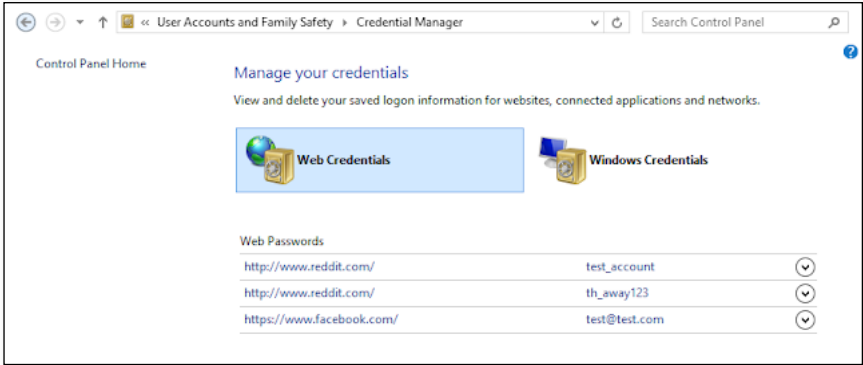 « User Accounts and Family Safety › Credential Manager Search Control Panel
?
Control Panel Home
Manage your credentials
View and delete your saved logon information for websites, connected applications and networks.
Web Credentials Windows Credentials
Web Passwords
http://www.reddit.com/ test_account
http://www.reddit.com/ th_away123
https://www.facebook.com/ test@test.com